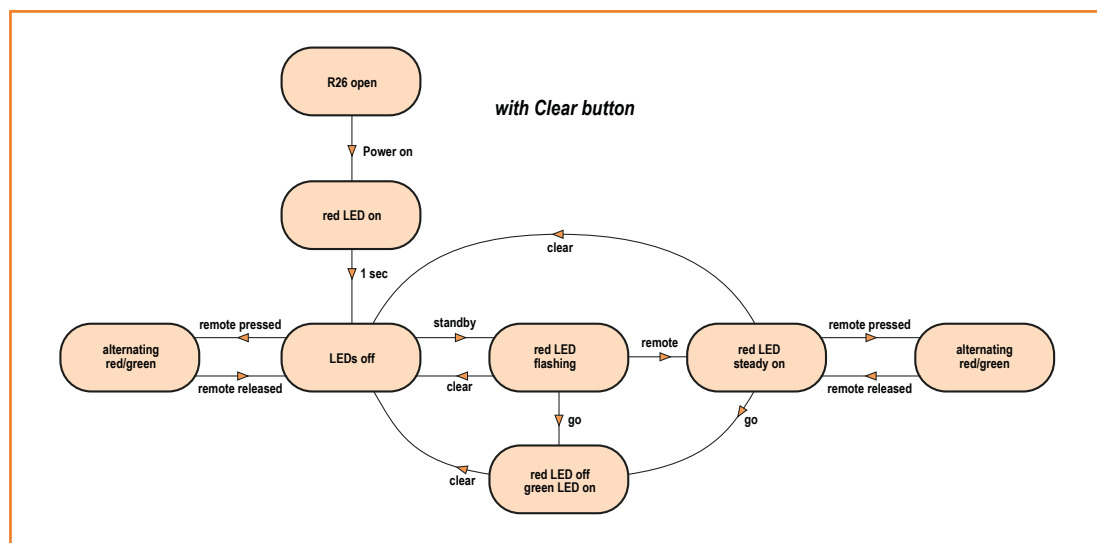 R26 open
with Clear button
Power on
red LED on
clear
1 sec
remote pressed
standby
remote pressed
alternating
red/green
LEDs off
red LED
flashing
remote
red LED
steady on
alternating
red/green
remote released
clear
remote released
go
go
clear
red LED off
green LED on